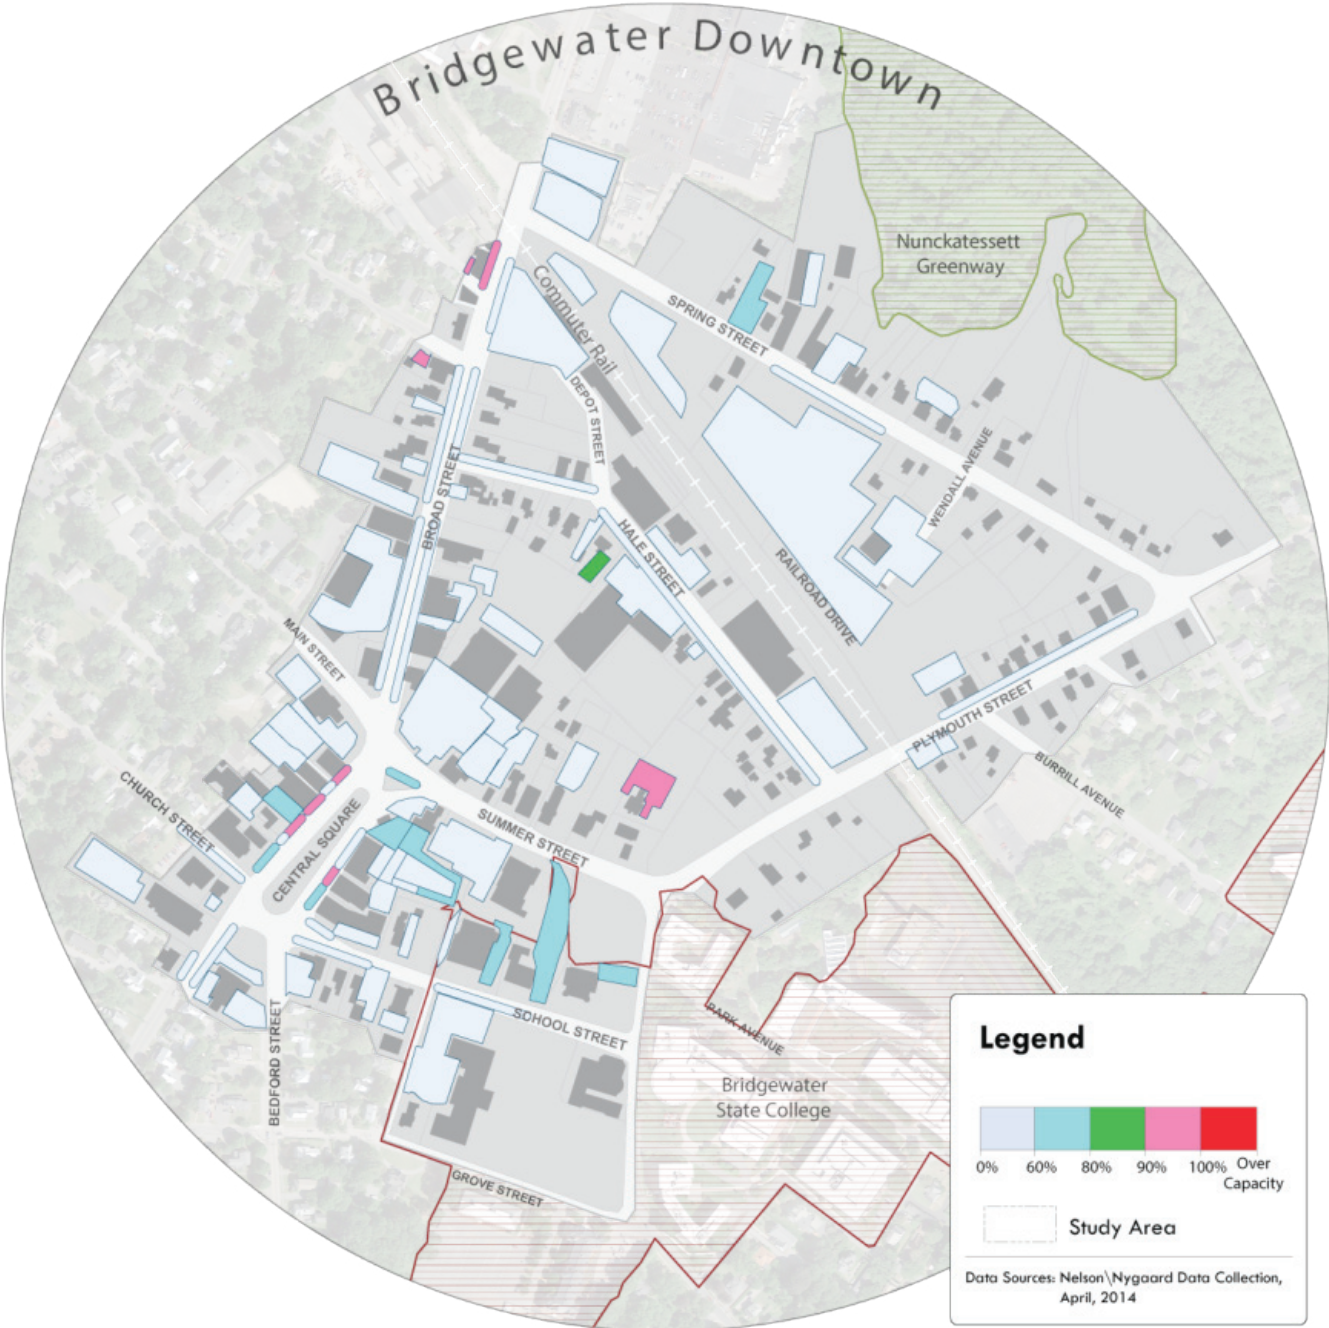 Bridgewater Downtown
Nunckatessett
Greenway
Commuter Rail
SPRING STREET
DEPOT STREET
WENDALL AVENUE
BROAD STREET
HALE STREET
RAILROAD DRIVE
MAIN STREET
PLYMOUTH STREET
BURRILL AVENUE
CHURCH STREET
CENTRAL SQUARE
SUMMER STREET
BEDFORD STREET
SCHOOL STREET
PARK AVENUE
Bridgewater
State College
GROVE STREET
Legend
0% 60% 80% 90% 100% Over
Capacity
Study Area
Data Sources: Nelson\Nygaard Data Collection,
April, 2014